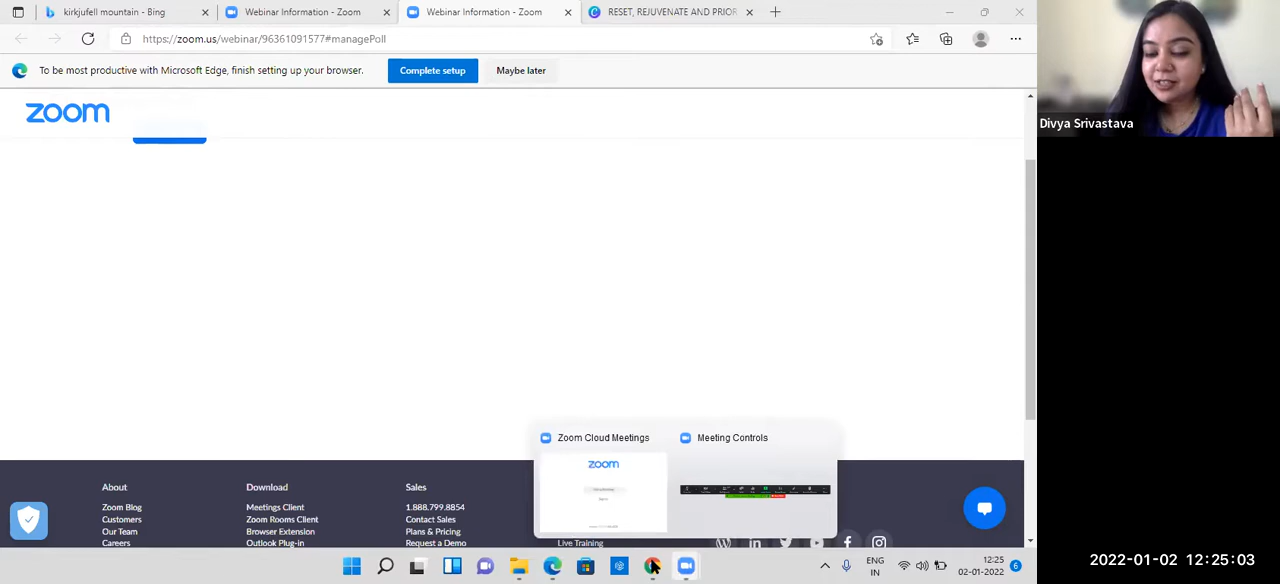 kirkjufell mountain - Bing
Webinar Information - Zoom
Webinar Information - Zoom
RESET, REJUVENATE AND PRIOR
https://zoom.us/webinar/96361091577#managePoll
To be most productive with Microsoft Edge, finish setting up your browser.
Complete setup
Maybe later
zoom
Divya Srivastava
Zoom Cloud Meetings
Meeting Controls
zoom
About
Download
Sales
Zoom Blog
Meetings Client
1.888.799.8854
Customers
Zoom Rooms Client
Contact Sales
Our Team
Browser Extension
Plans & Pricing
Careers
Outlook Plug-in
Request a Demo
Live Training
ENG
IN
12:25
02-01-2022
6
2022-01-02 12:25:03